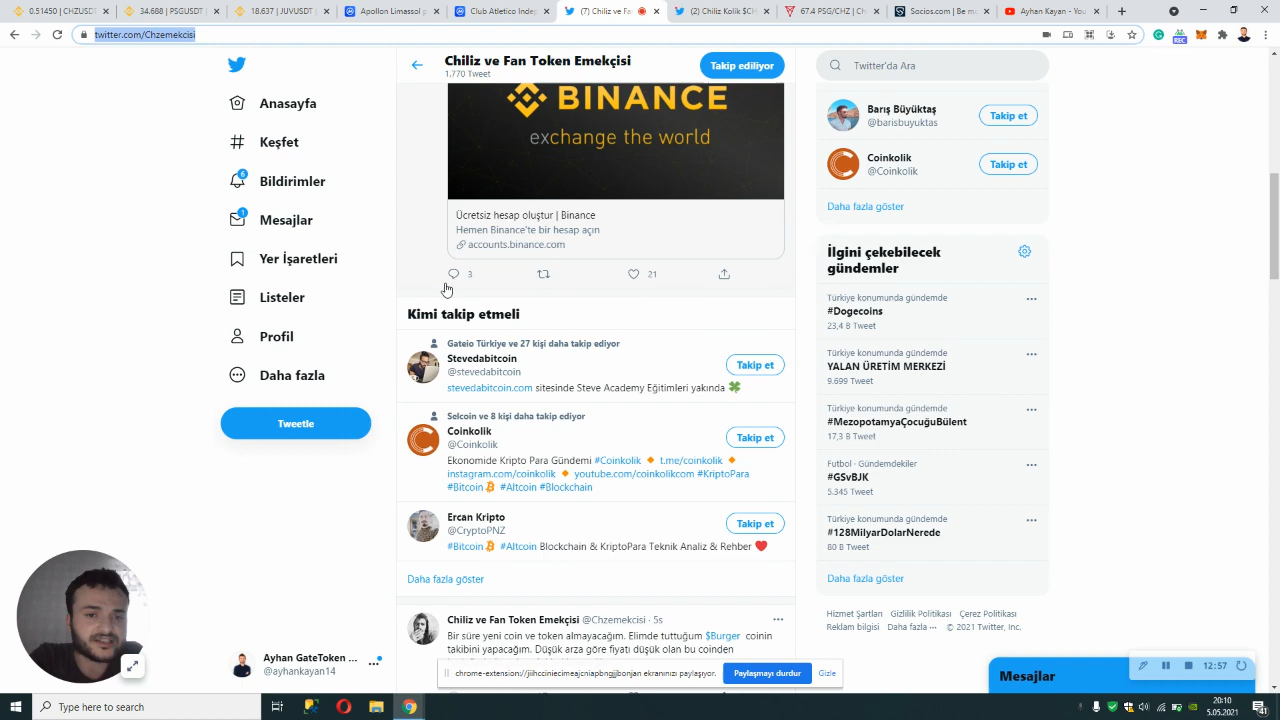 0.51450 | CHZUSD
34.688 | PSGUSDT
18.637 | JUVUSDT
Apollon Limassol
Club Atletico Indep
(7) Chiliz ve Fa
(2) Chiliz Kolik $CH
67.4 PSG/CHZ | Ch
Socios.com | Be m
Ayhan Kayan - You
twitter.com/Chzemekcisi
REC
Chiliz ve Fan Token Emekçisi
1,770 Tweet
Takip ediliyor
Twitter'da Ara
Anasayfa
Keşfet
6
Bildirimler
1
Mesajlar
Yer İşaretleri
Listeler
Profil
Daha fazla
Tweetle
BINANCE
exchange the world
Ücretsiz hesap oluştur | Binance
Hemen Binance'te bir hesap açın
accounts.binance.com
3
21
Kimi takip etmeli
Gateio Türkiye ve 27 kişi daha takip ediyor
Stevedabitcoin
@stevedabitcoin
Takip et
stevedabitcoin.com sitesinde Steve Academy Eğitimleri yakında 🍀
Selcoin ve 8 kişi daha takip ediyor
Coinkolik
@Coinkolik
Takip et
Ekonomide Kripto Para Gündemi #Coinkolik 🔸 t.me/coinkolik 🔸
instagram.com/coinkolik 🔸 youtube.com/coinkolikcom #KriptoPara
#Bitcoin #Altcoin #Blockchain
Ercan Kripto
@CryptoPNZ
Takip et
#Bitcoin #Altcoin Blockchain & KriptoPara Teknik Analiz & Rehber ❤️
Daha fazla göster
Chiliz ve Fan Token Emekçisi @Chzemekcisi · 5s
Bir süre yeni coin ve token almayacağım. Elimde tuttuğum $Burger coinin
takibini yapacağım. Düşük arza göre fiyatı düşük olan bu coinden
Barış Büyüktaş
@barisbuyuktas
Takip et
Coinkolik
@Coinkolik
Takip et
Daha fazla göster
İlgini çekebilecek
gündemler
Türkiye konumunda gündemde
#Dogecoins
23,4 B Tweet
Türkiye konumunda gündemde
YALAN ÜRETİM MERKEZİ
9.699 Tweet
Türkiye konumunda gündemde
#MezopotamyaÇocuğuBülent
17,3 B Tweet
Futbol · Gündemdekiler
#GSvBJK
5.345 Tweet
Türkiye konumunda gündemde
#128MilyarDolarNerede
80 B Tweet
Daha fazla göster
Hizmet Şartları Gizlilik Politikası Çerez Politikası
Reklam bilgisi Daha fazla ••• © 2021 Twitter, Inc.
Ayhan GateToken ...
@ayhankayan14
chrome-extension://jiihcciniecimeajcniapbngjjbonjan ekranınızı paylaşıyor.
Paylaşmayı durdur
Gizle
Mesajlar
12:57
Type here to search
20:10
5.05.2021